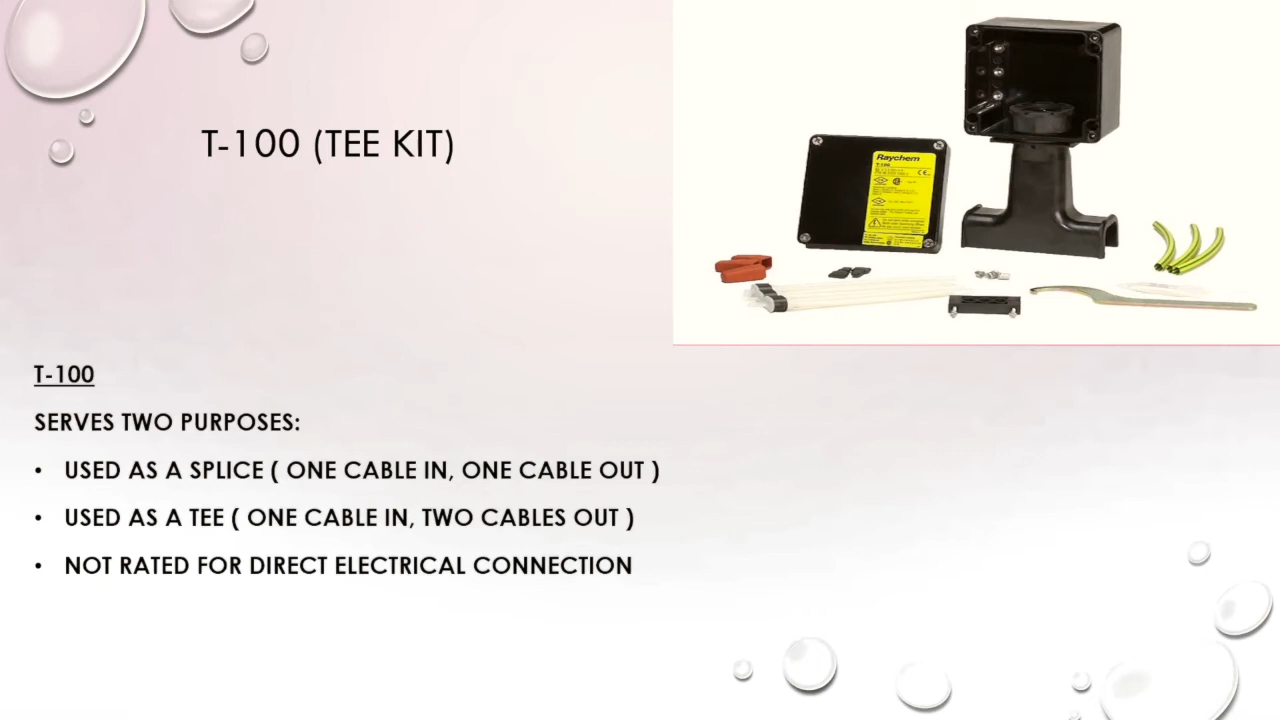 T-100 (TEE KIT)
Raychem
T-100
T-100
SERVES TWO PURPOSES:
• USED AS A SPLICE ( ONE CABLE IN, ONE CABLE OUT )
• USED AS A TEE ( ONE CABLE IN, TWO CABLES OUT )
• NOT RATED FOR DIRECT ELECTRICAL CONNECTION